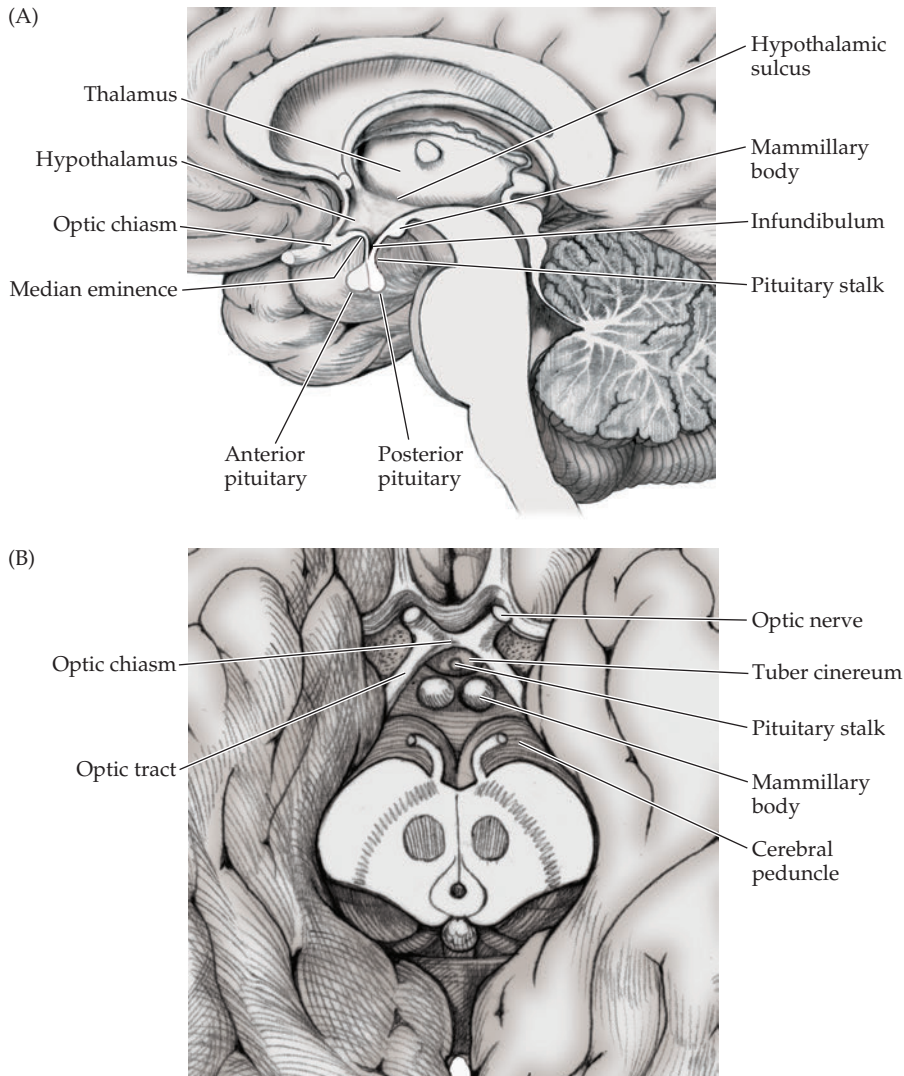 (A)
Thalamus
Hypothalamus
Optic chiasm
Median eminence
Hypothalamic
sulcus
Mammillary
body
Infundibulum
Pituitary stalk
Anterior
pituitary
Posterior
pituitary
(B)
Optic chiasm
Optic tract
Optic nerve
Tuber cinereum
Pituitary stalk
Mammillary
body
Cerebral
peduncle